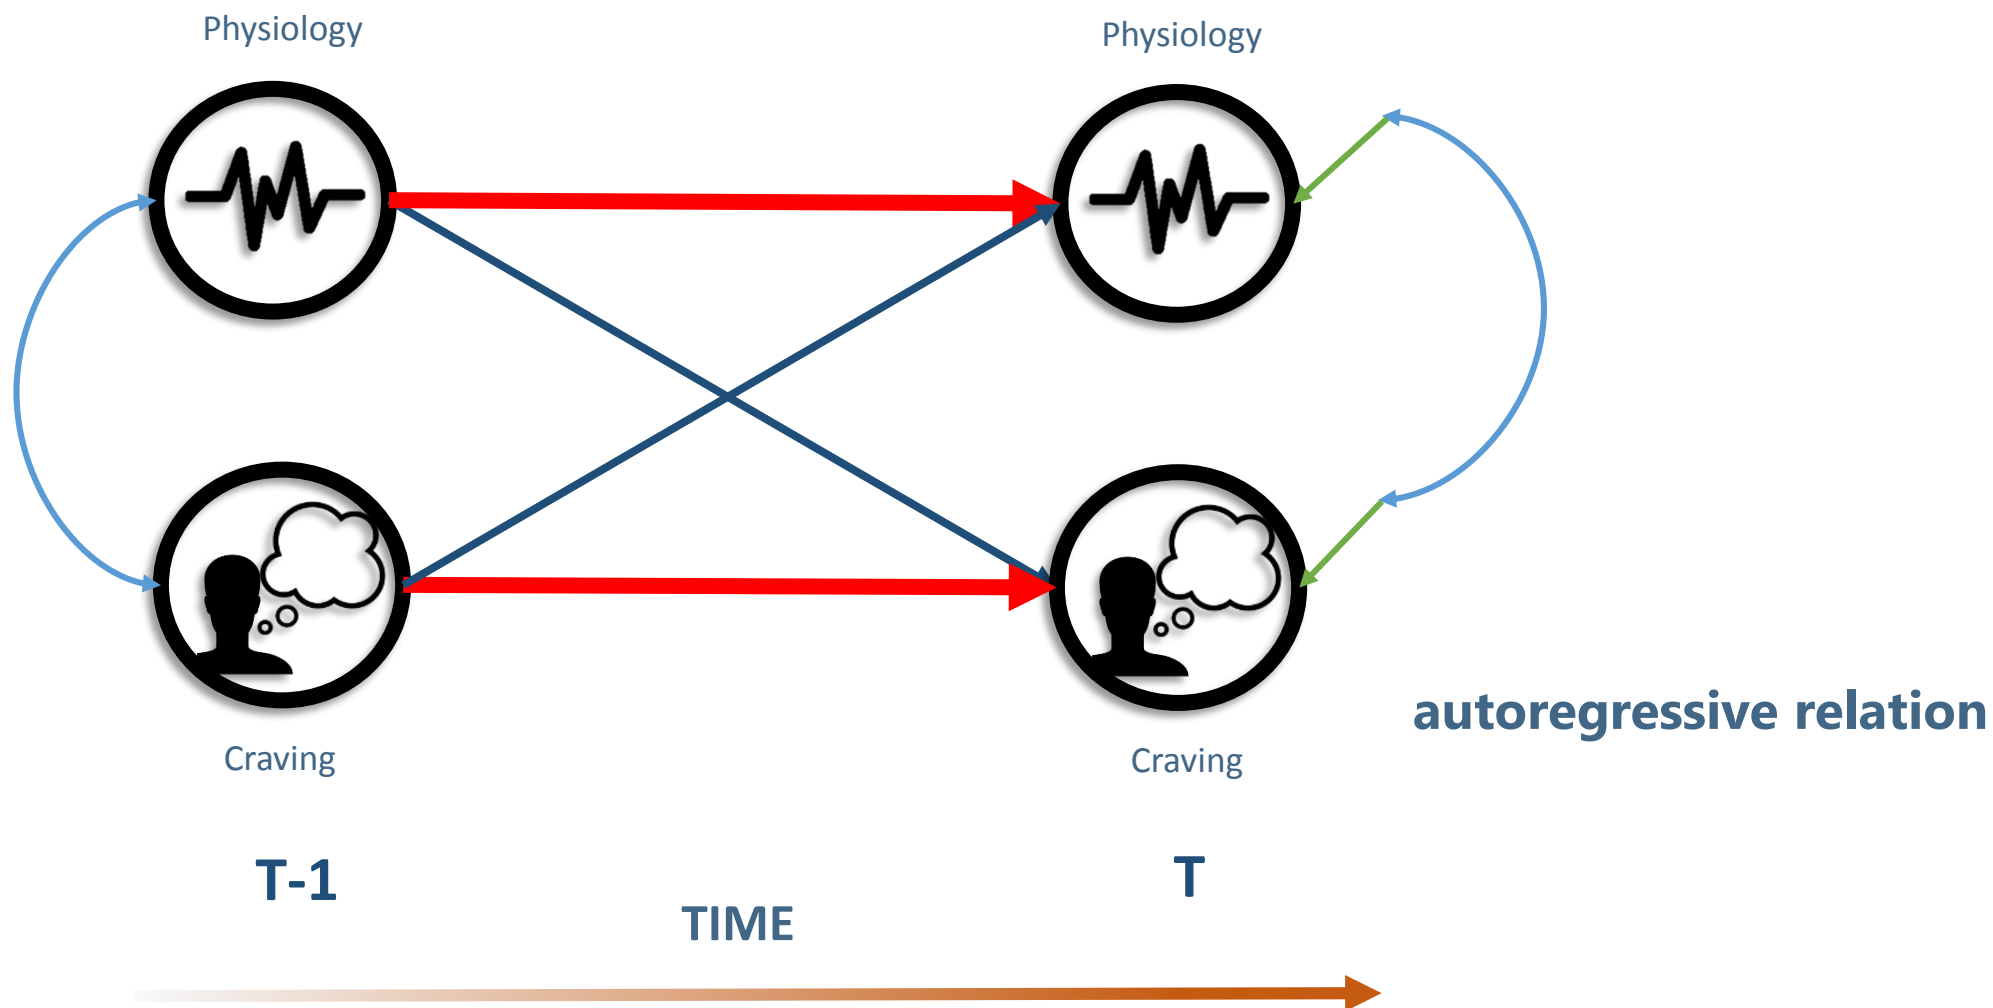 Physiology
Physiology
autoregressive relation
Craving
Craving
T-1
T
TIME